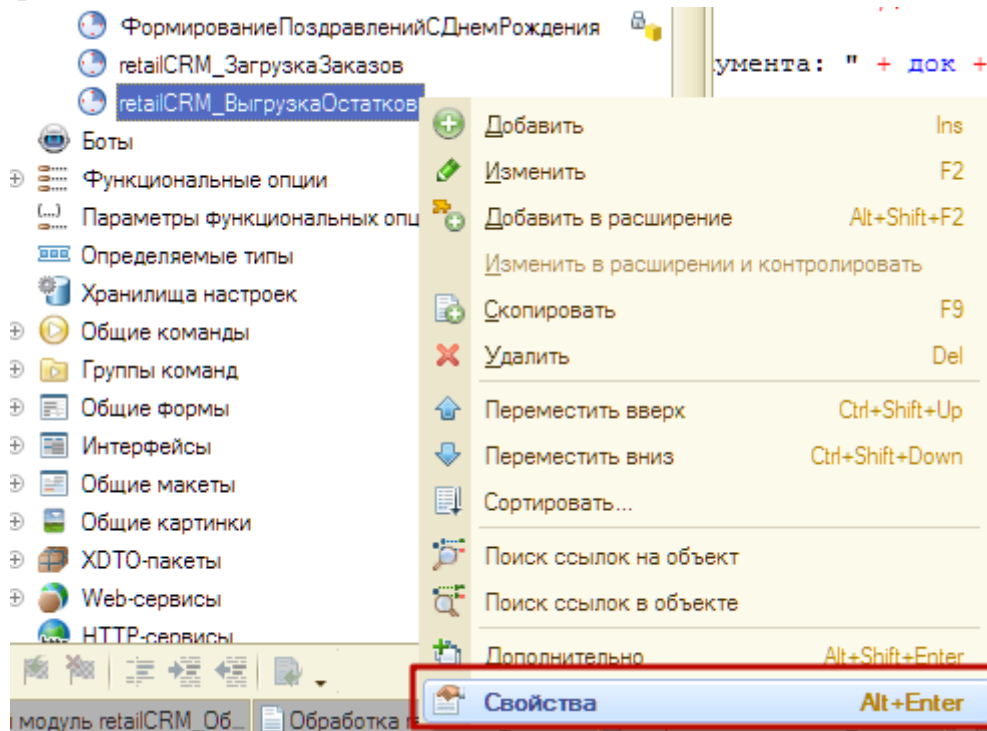 ФормированиеПоздравленийСДнемРождения
retailCRM_ЗагрузкаЗаказов
умента: " + док +
retailCRM_ВыгрузкаОстатков
Боты
Функциональные опции
Параметры функциональных опц
Определяемые типы
Хранилища настроек
Общие команды
Группы команд
Общие формы
Интерфейсы
Общие макеты
Общие картинки
XDTO-пакеты
Web-сервисы
HTTP-сервисы
Добавить Ins
Изменить F2
Добавить в расширение Alt+Shift+F2
Изменить в расширении и контролировать
Скопировать F9
Удалить Del
Переместить вверх Ctrl+Shift+Up
Переместить вниз Ctrl+Shift+Down
Сортировать...
Поиск ссылок на объект
Поиск ссылок в объекте
Дополнительно Alt+Shift+Enter
Свойства Alt+Enter
модуль retailCRM_Об... Обработка